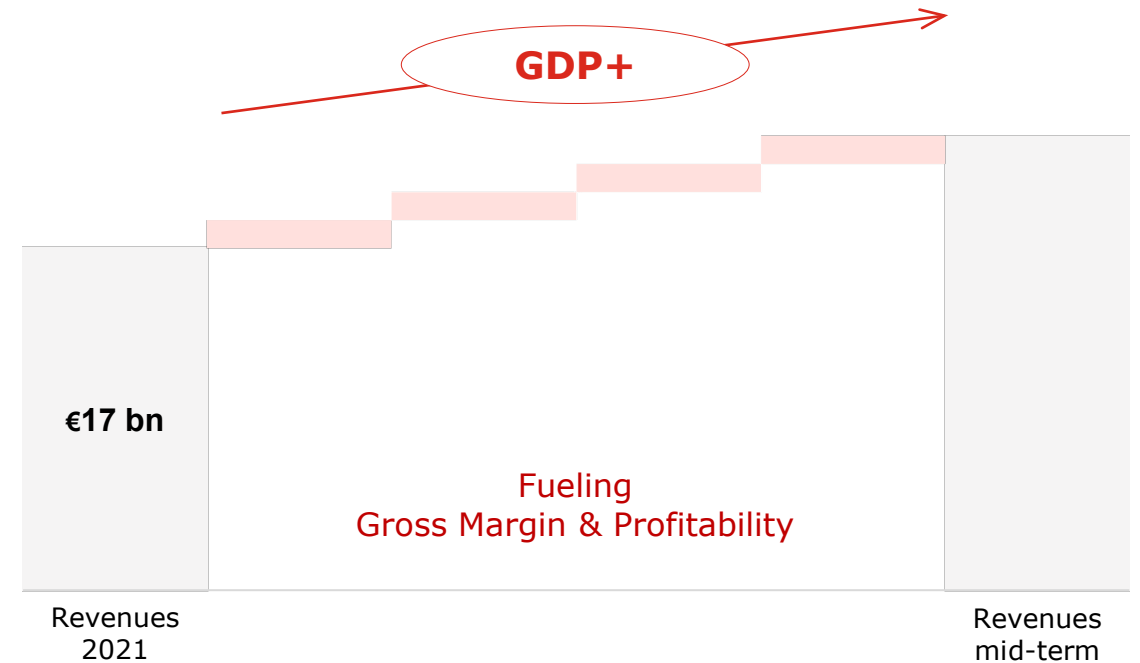 GDP+
€17 bn
Fueling
Gross Margin & Profitability
Revenues
2021
Revenues
mid-term